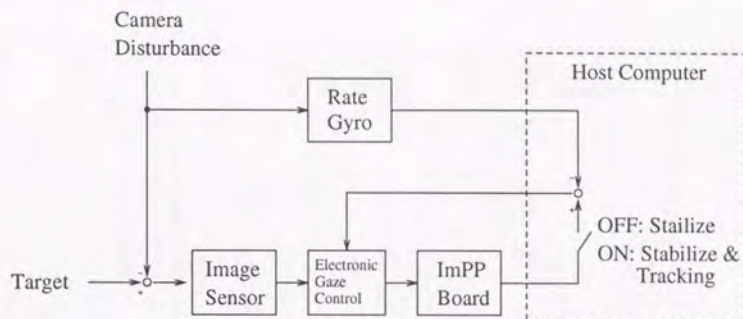 Camera
Disturbance
Host Computer
Rate
Gyro
-
+
OFF: Stailize
ON: Stabilize &
Tracking
Target
-
+
Image
Sensor
Electronic
Gaze
Control
ImPP
Board